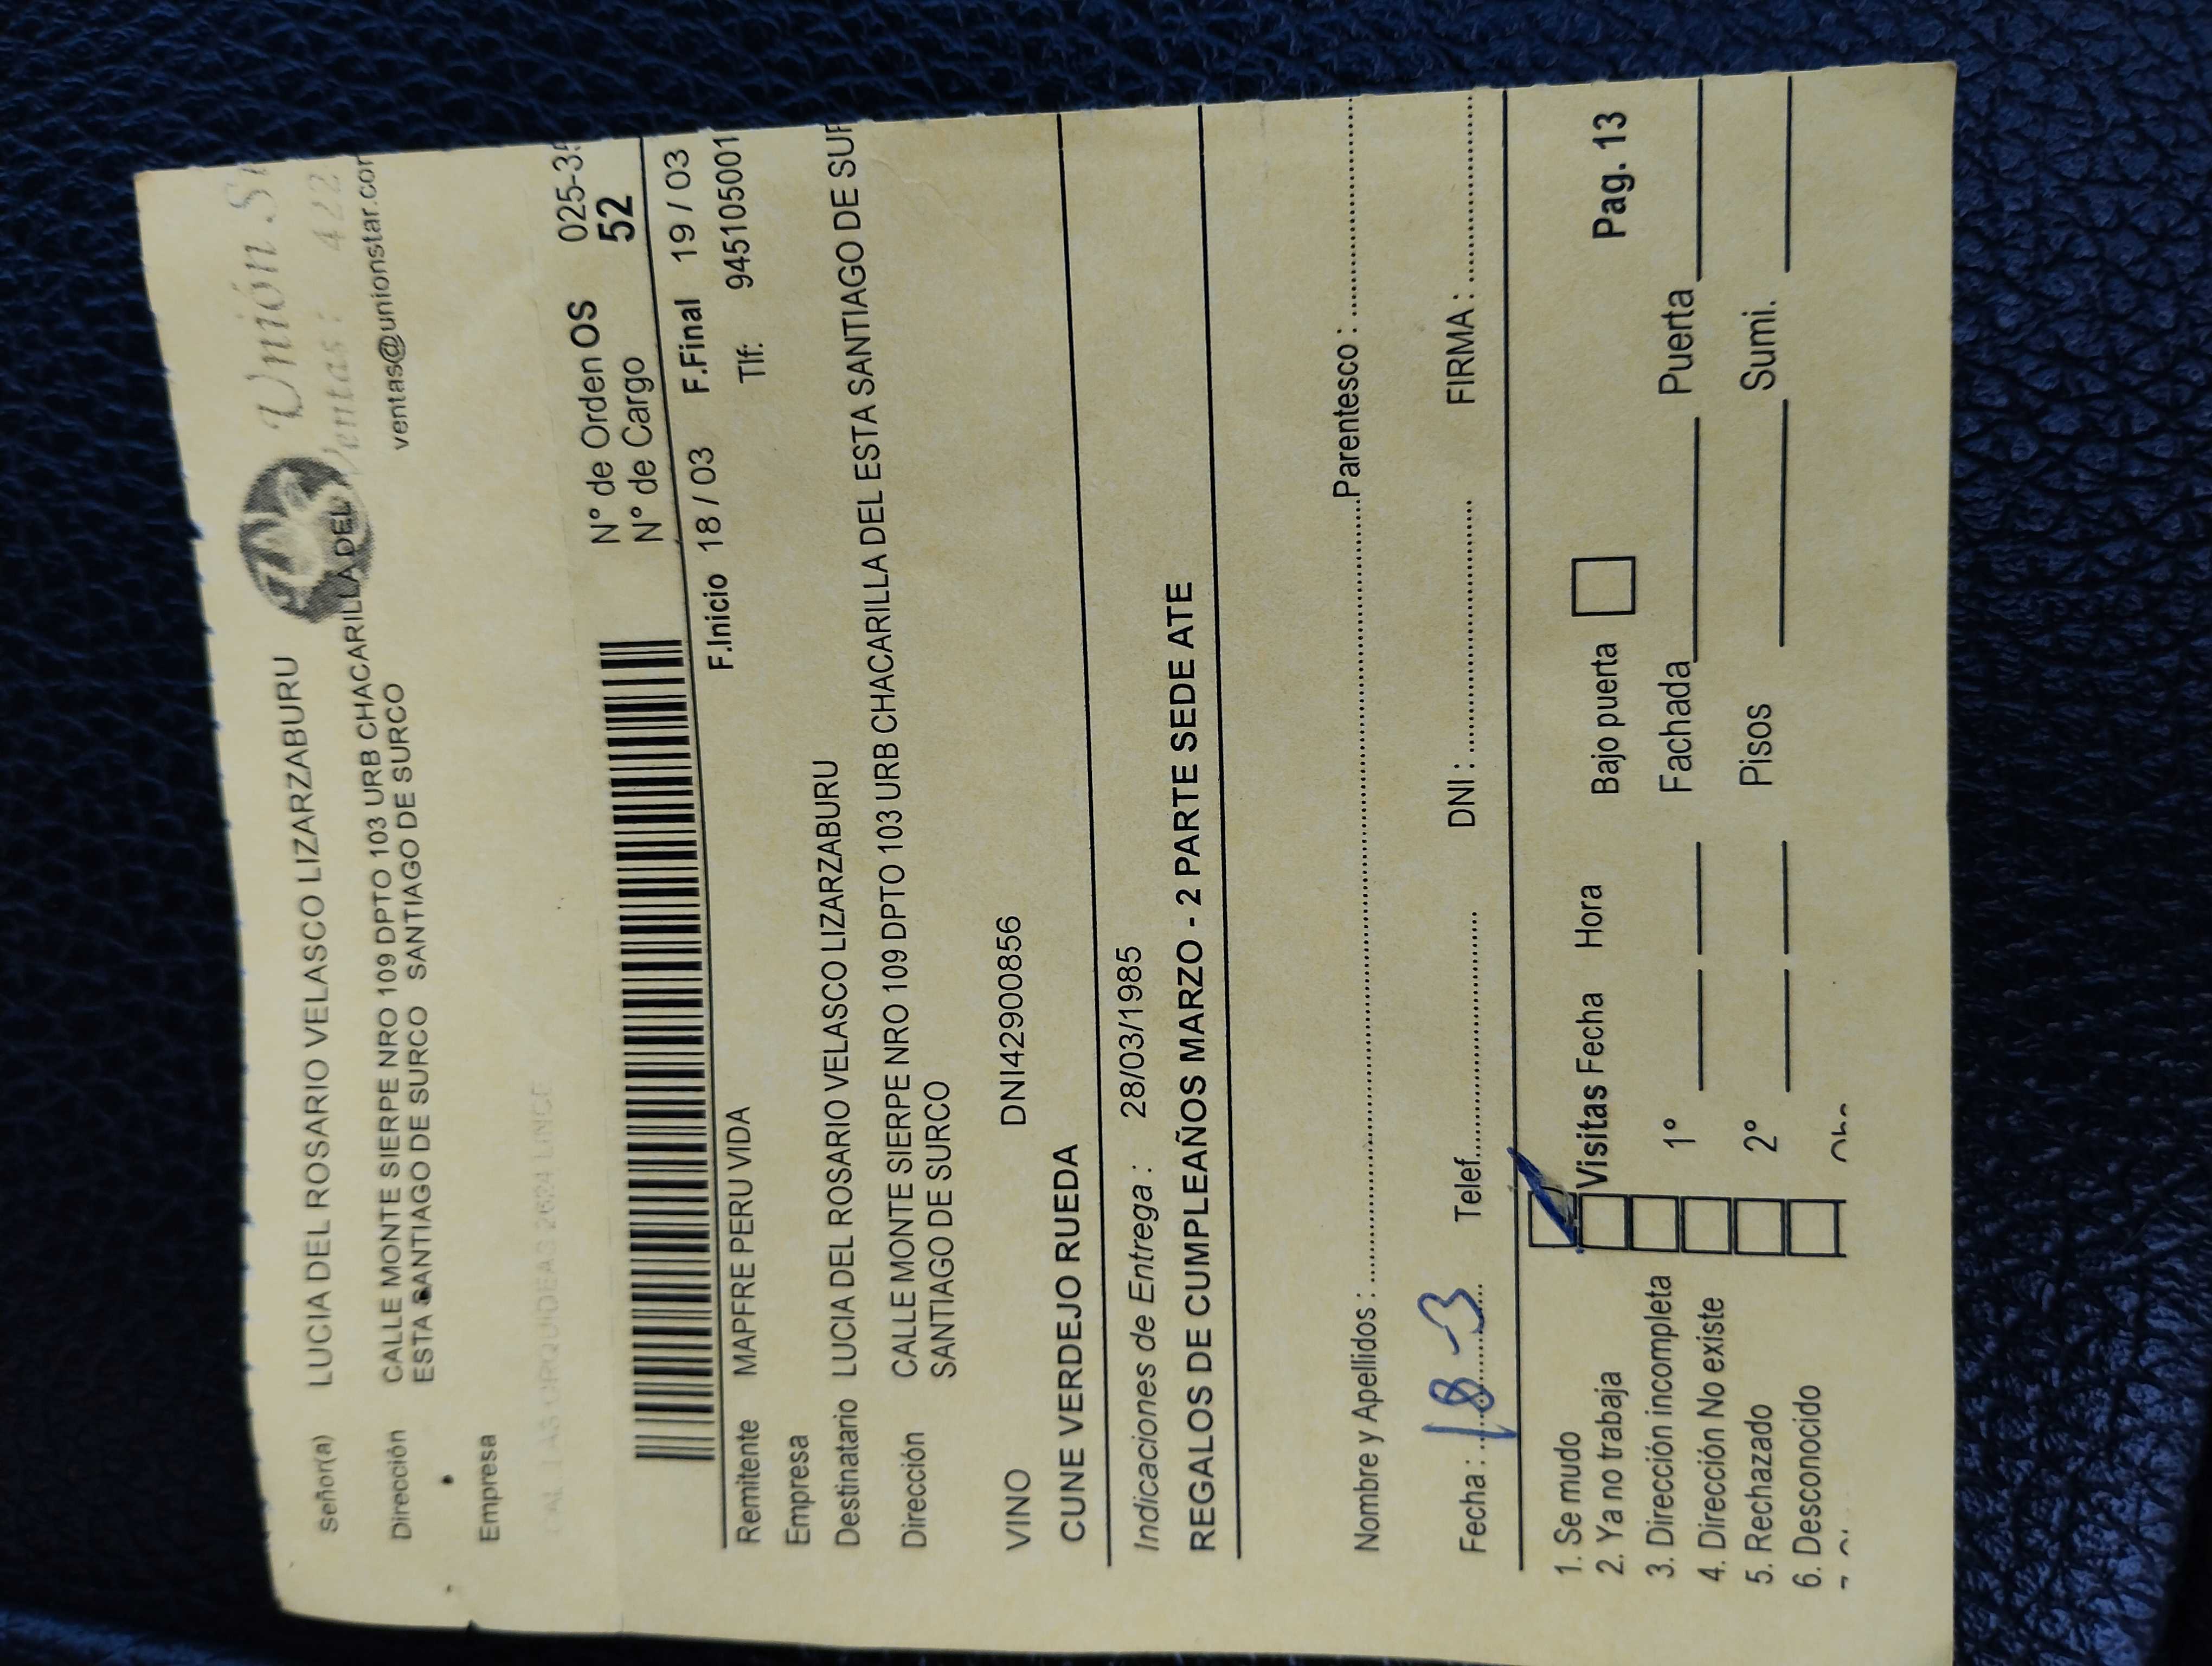 Unión S
Ventas: 422
ventas@unionstar.com
Señor(a) LUCIA DEL ROSARIO VELASCO LIZARZABURU
Dirección CALLE MONTE SIERPE NRO 109 DPTO 103 URB CHACARILLA DEL
ESTA SANTIAGO DE SURCO SANTIAGO DE SURCO
Empresa
CAL. LAS ORQUIDEAS 2624 LINCE
N° de Orden OS 025-35
N° de Cargo 52
F.Inicio 18 / 03 F.Final 19 / 03
Remitente MAPFRE PERU VIDA Tlf: 945105001
Empresa
Destinatario LUCIA DEL ROSARIO VELASCO LIZARZABURU
Dirección CALLE MONTE SIERPE NRO 109 DPTO 103 URB CHACARILLA DEL ESTA SANTIAGO DE SUR
SANTIAGO DE SURCO
VINO DNI42900856
CUNE VERDEJO RUEDA
Indicaciones de Entrega : 28/03/1985
REGALOS DE CUMPLEAÑOS MARZO - 2 PARTE SEDE ATE
Nombre y Apellidos : Parentesco :
Fecha : 18-3 Telef. DNI : FIRMA :
1. Se mudo
2. Ya no trabaja Visitas Fecha Hora Bajo puerta Pag. 13
3. Dirección incompleta
4. Dirección No existe 1° Fachada Puerta
5. Rechazado 2° Pisos Sumi.
6. Desconocido